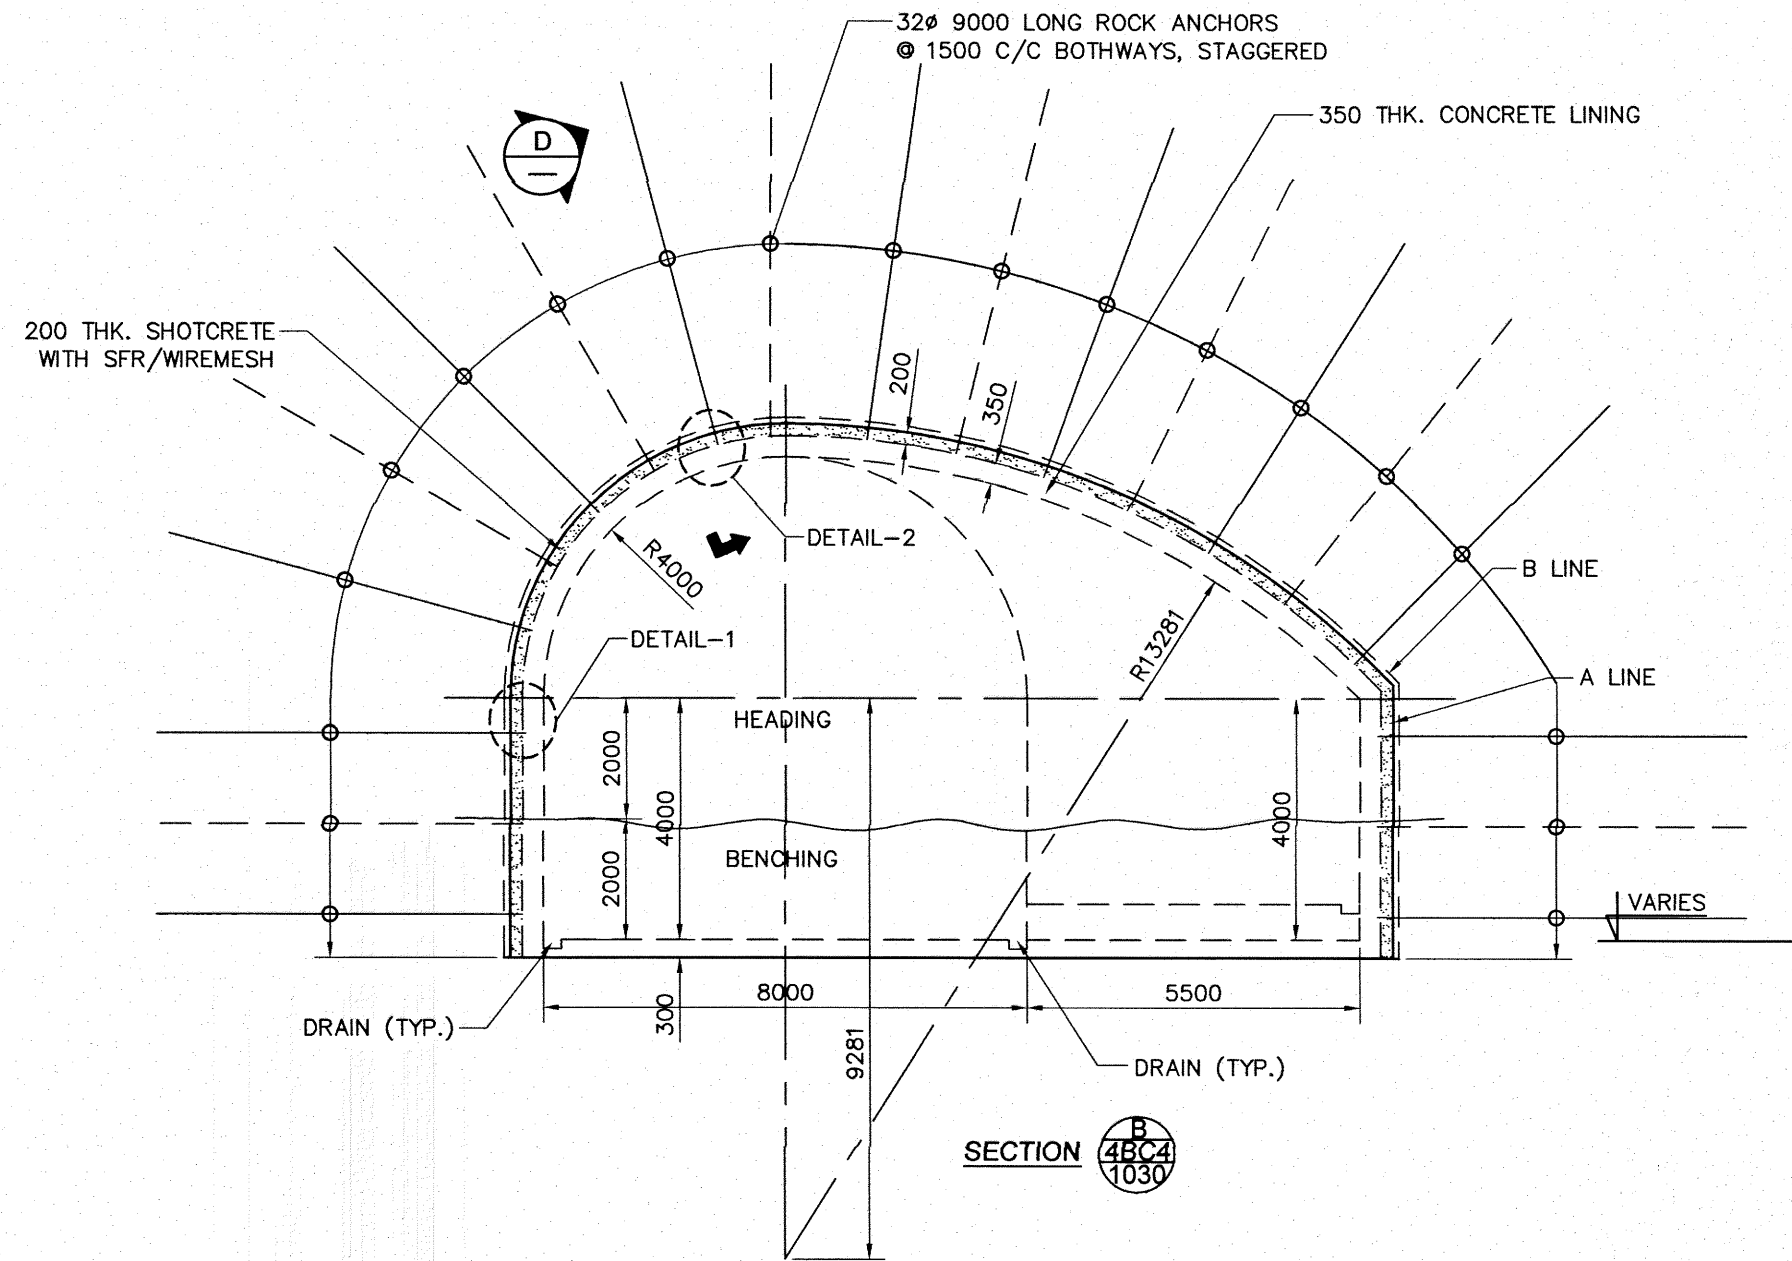 32ø 9000 LONG ROCK ANCHORS
@ 1500 C/C BOTHWAYS, STAGGERED
350 THK. CONCRETE LINING
D
200 THK. SHOTCRETE
WITH SFR/WIREMESH
200
350
DETAIL-2
R4000
B LINE
DETAIL-1
R13281
A LINE
HEADING
2000
4000
4000
BENCHING
2000
VARIES
8000
5500
300
DRAIN (TYP.)
9281
DRAIN (TYP.)
SECTION
B
4BC4
1030